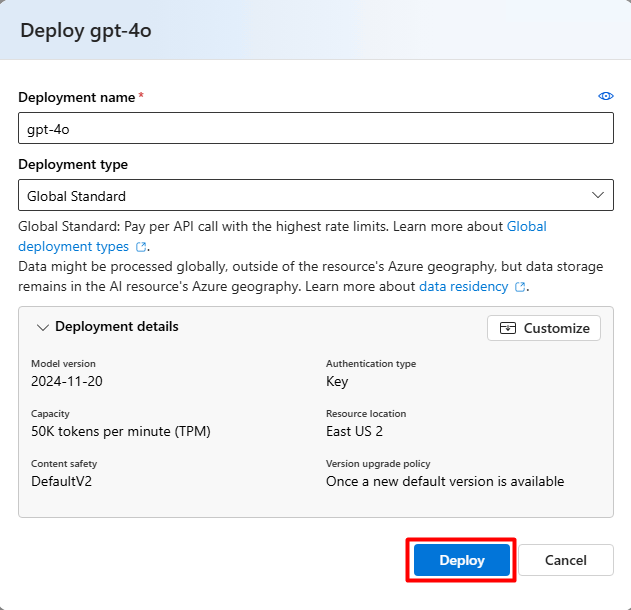 Deploy gpt-4o
Deployment name *
gpt-4o
Deployment type
Global Standard
Global Standard: Pay per API call with the highest rate limits. Learn more about Global
deployment types .
Data might be processed globally, outside of the resource's Azure geography, but data storage
remains in the AI resource's Azure geography. Learn more about data residency .
Deployment details
Customize
Model version
2024-11-20
Authentication type
Key
Capacity
50K tokens per minute (TPM)
Resource location
East US 2
Content safety
DefaultV2
Version upgrade policy
Once a new default version is available
Deploy
Cancel